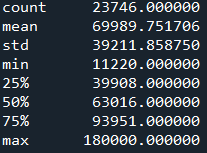 count 23746.000000
mean 69989.751706
std 39211.858750
min 11220.000000
25% 39908.000000
50% 63016.000000
75% 93951.000000
max 180000.000000